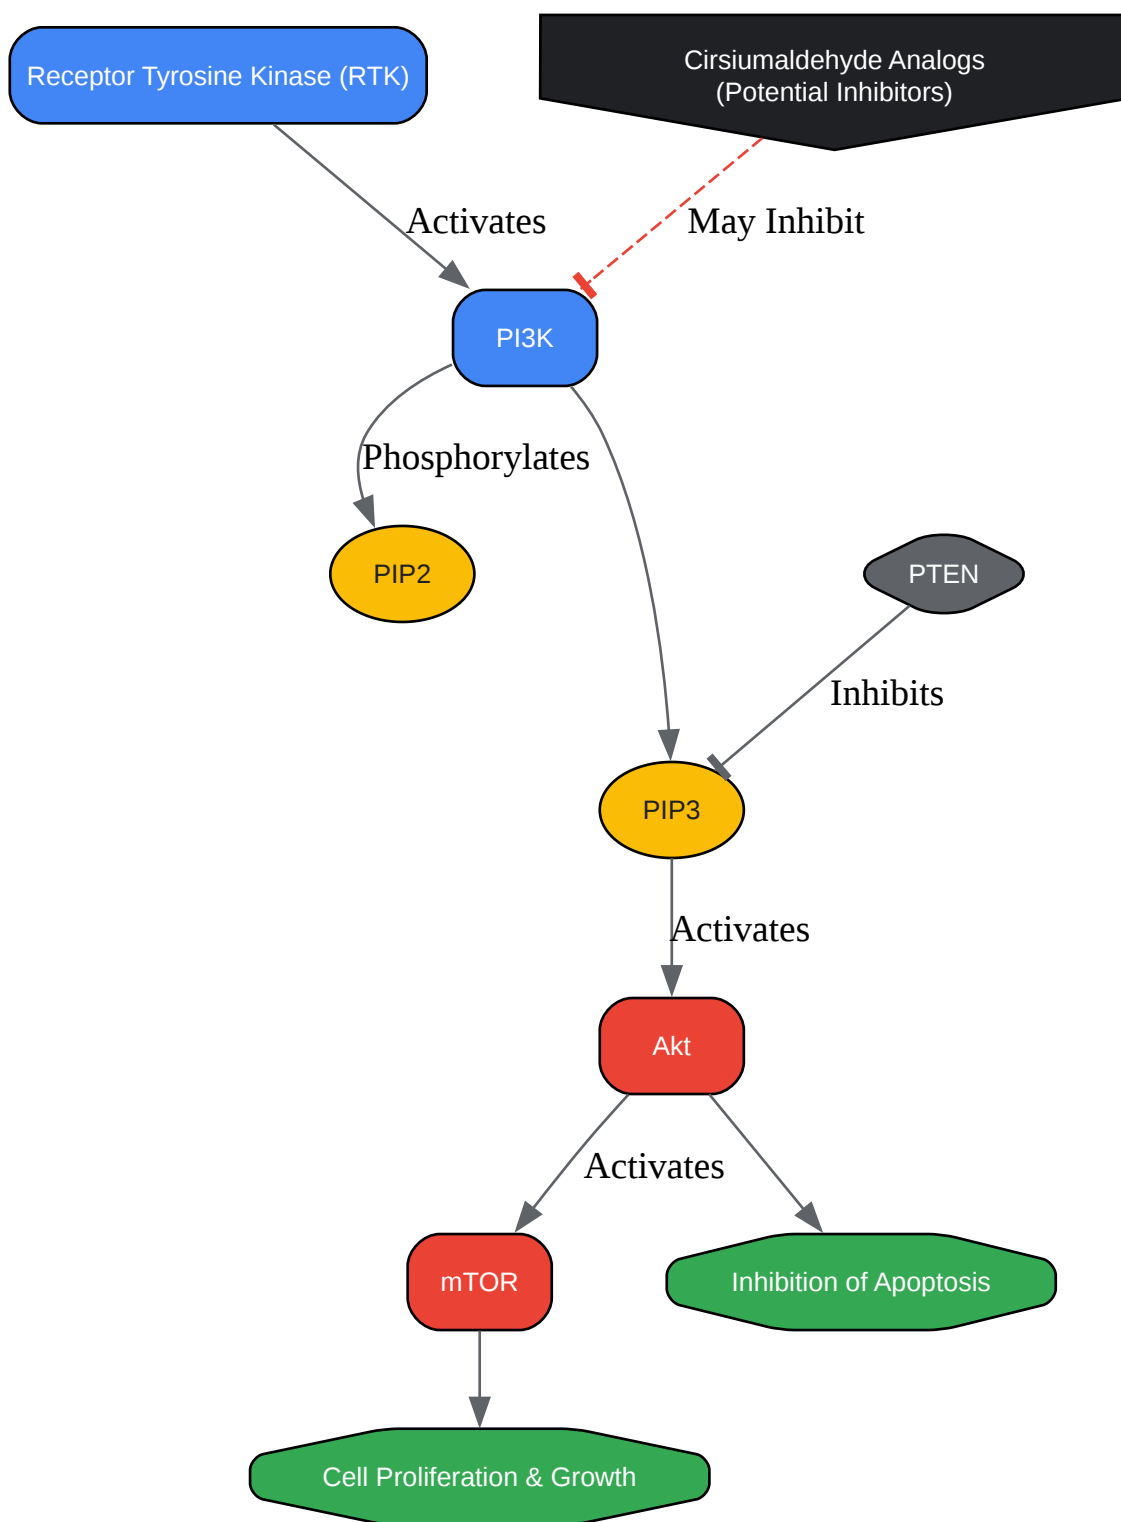 Receptor Tyrosine Kinase (RTK)
Cirsiumaldehyde Analogs
(Potential Inhibitors)
Activates
May Inhibit
PI3K
Phosphorylates
PIP2
PTEN
Inhibits
PIP3
Activates
Akt
Activates
mTOR
Inhibition of Apoptosis
Cell Proliferation & Growth